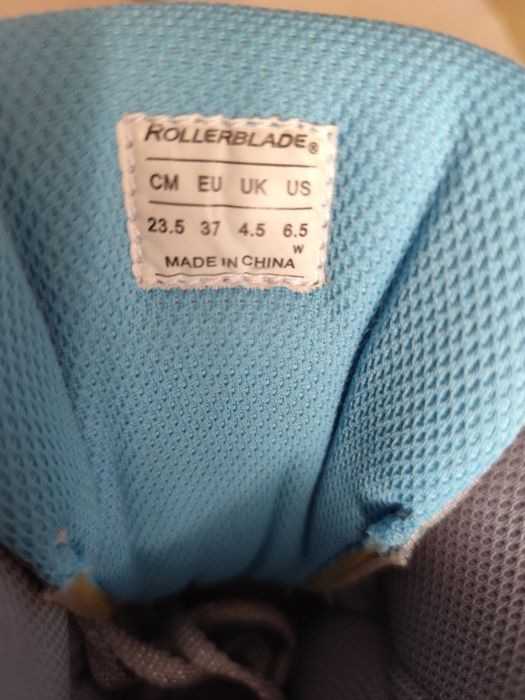 ROLLERBLADE®
CM EU UK US
23.5 37 4.5 6.5
W
MADE IN CHINA